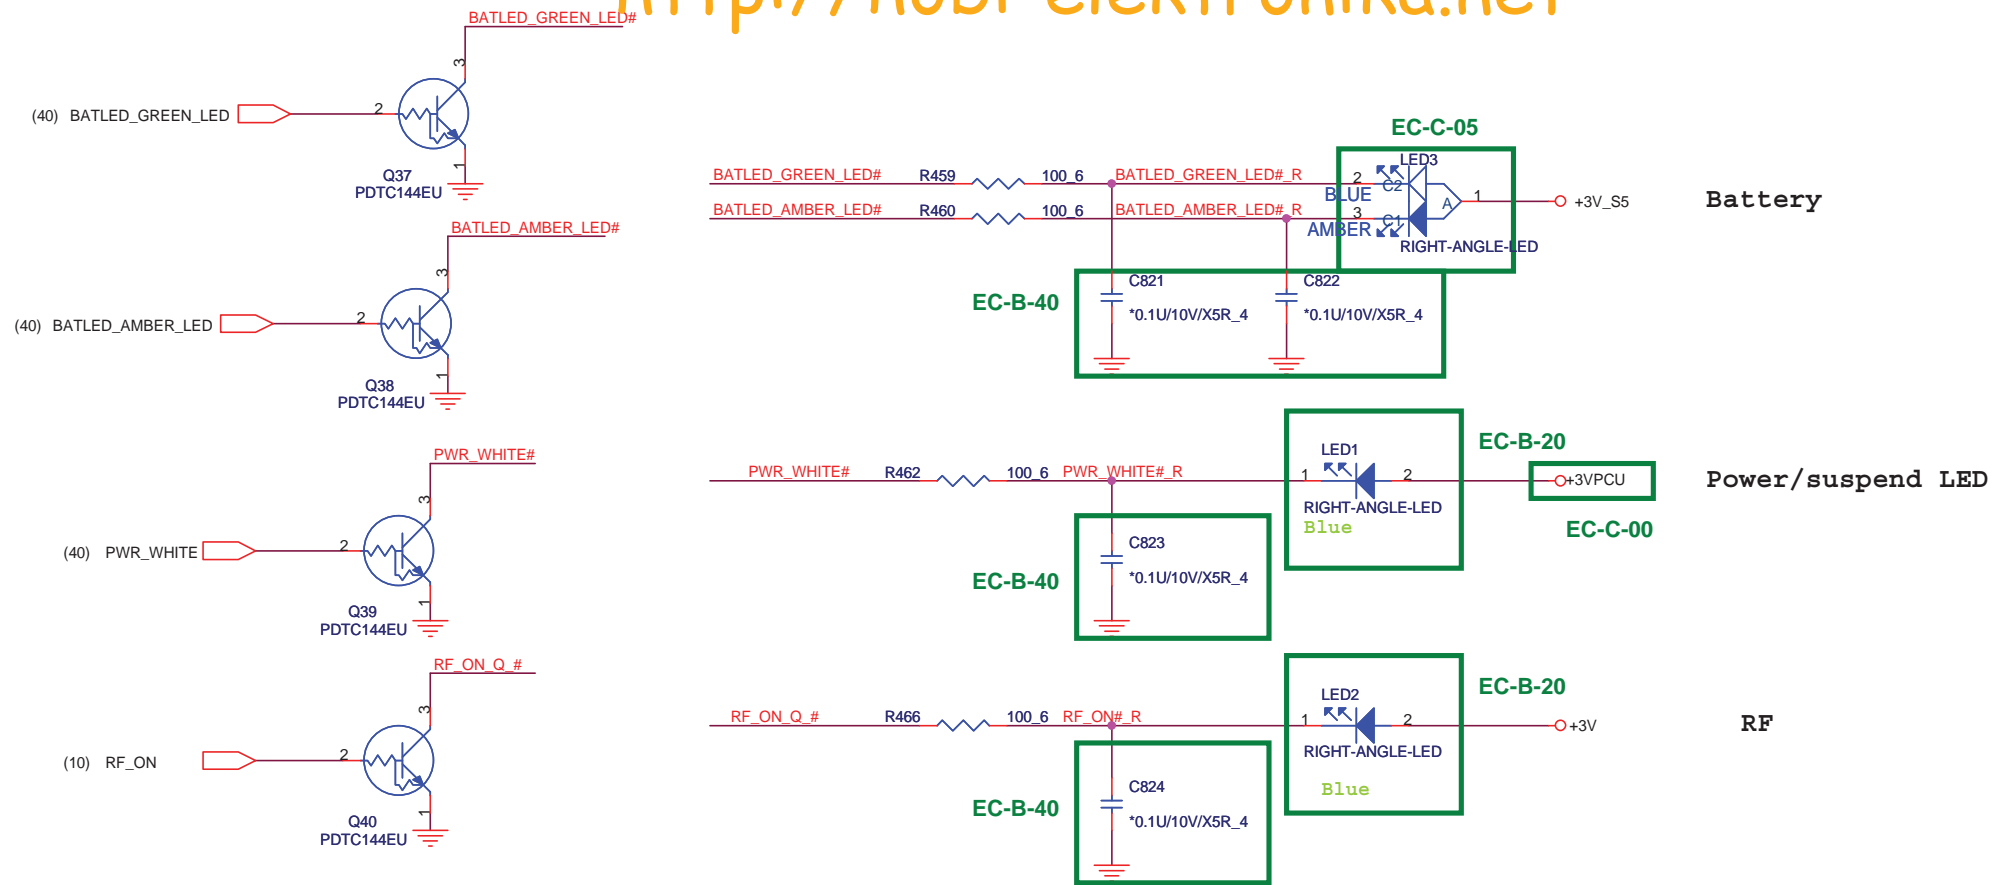 http://hobi-elektronika.net
BATLED_GREEN_LED#
3
(40) BATLED_GREEN_LED
2
1
Q37
PDTC144EU
BATLED_AMBER_LED#
3
(40) BATLED_AMBER_LED
2
1
Q38
PDTC144EU
PWR_WHITE#
3
(40) PWR_WHITE
2
1
Q39
PDTC144EU
RF_ON_Q_#
3
(10) RF_ON
2
1
Q40
PDTC144EU
EC-C-05
LED3
BATLED_GREEN_LED# R459 100_6 BATLED_GREEN_LED#_R 2 C2
BLUE
A 1 +3V_S5 Battery
BATLED_AMBER_LED# R460 100_6 BATLED_AMBER_LED#_R 3 C1
AMBER
RIGHT-ANGLE-LED
EC-B-40
C821 C822
*0.1U/10V/X5R_4 *0.1U/10V/X5R_4
EC-B-20
LED1
PWR_WHITE# R462 100_6 PWR_WHITE#_R 1 2 +3VPCU Power/suspend LED
RIGHT-ANGLE-LED
Blue
EC-C-00
C823
EC-B-40
*0.1U/10V/X5R_4
EC-B-20
LED2
RF_ON_Q_# R466 100_6 RF_ON#_R 1 2 +3V RF
RIGHT-ANGLE-LED
Blue
C824
EC-B-40
*0.1U/10V/X5R_4